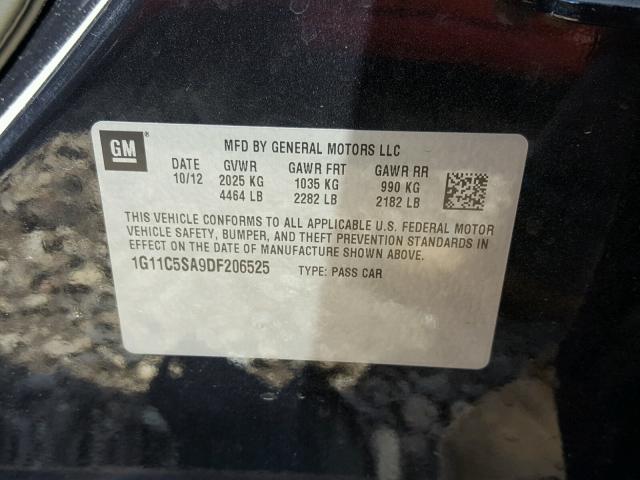 GM®
MFD BY GENERAL MOTORS LLC
DATE GVWR GAWR FRT GAWR RR
10/12 2025 KG 1035 KG 990 KG
4464 LB 2282 LB 2182 LB
THIS VEHICLE CONFORMS TO ALL APPLICABLE U.S. FEDERAL MOTOR
VEHICLE SAFETY, BUMPER, AND THEFT PREVENTION STANDARDS IN
EFFECT ON THE DATE OF MANUFACTURE SHOWN ABOVE.
1G11C5SA9DF206525 TYPE: PASS CAR